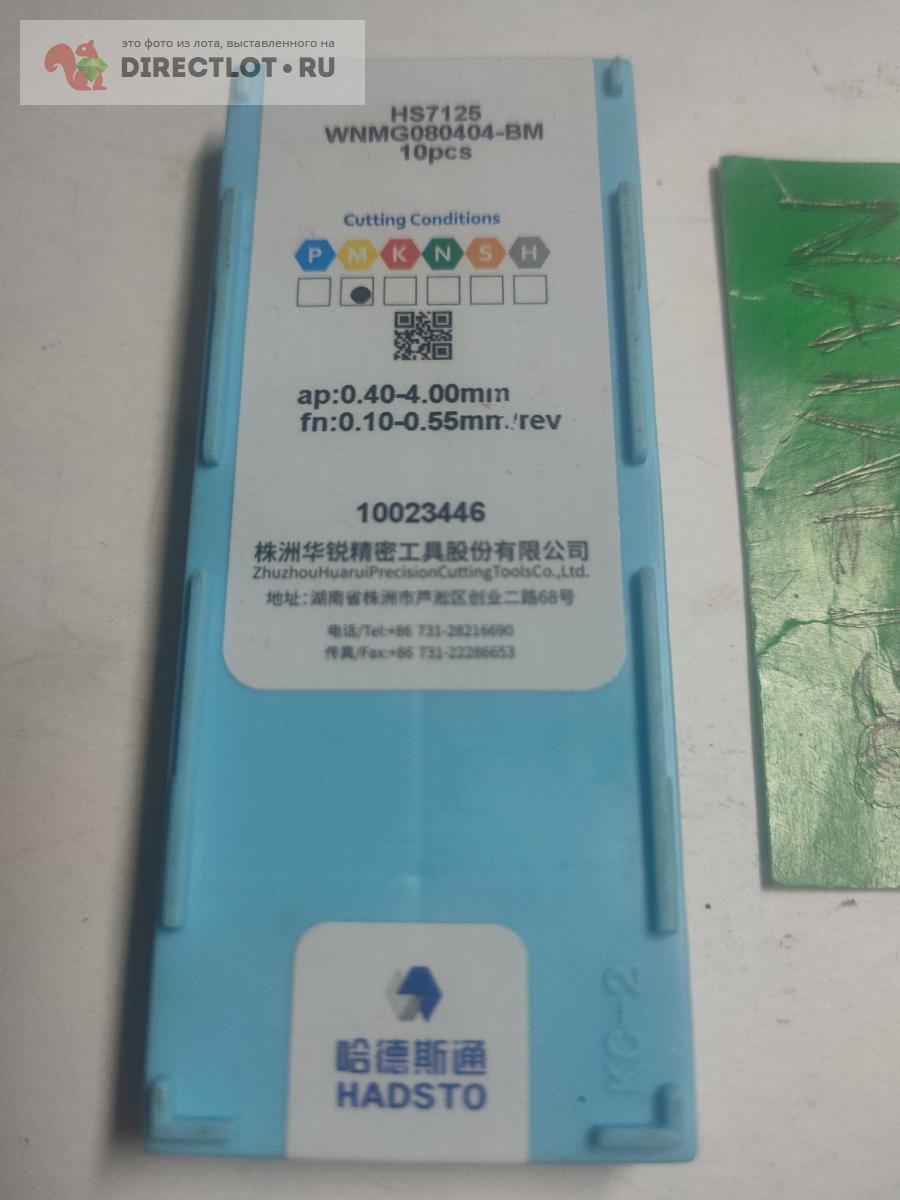 это фото из лота, выставленного на
DIRECTLOT.RU
HS7125
WNMG080404-BM
10pcs
Cutting Conditions
P M K N S H
ap:0.40-4.00mm
fn:0.10-0.55mm/rev
10023446
株洲华锐精密工具股份有限公司
ZhuzhouHuaruiPrecisionCuttingToolsCo.,Ltd.
地址:湖南省株洲市芦淞区创业二路68号
电话/Tel:+86 731-28216690
传真/Fax:+86 731-22286653
KC-2
哈德斯通
HADSTO